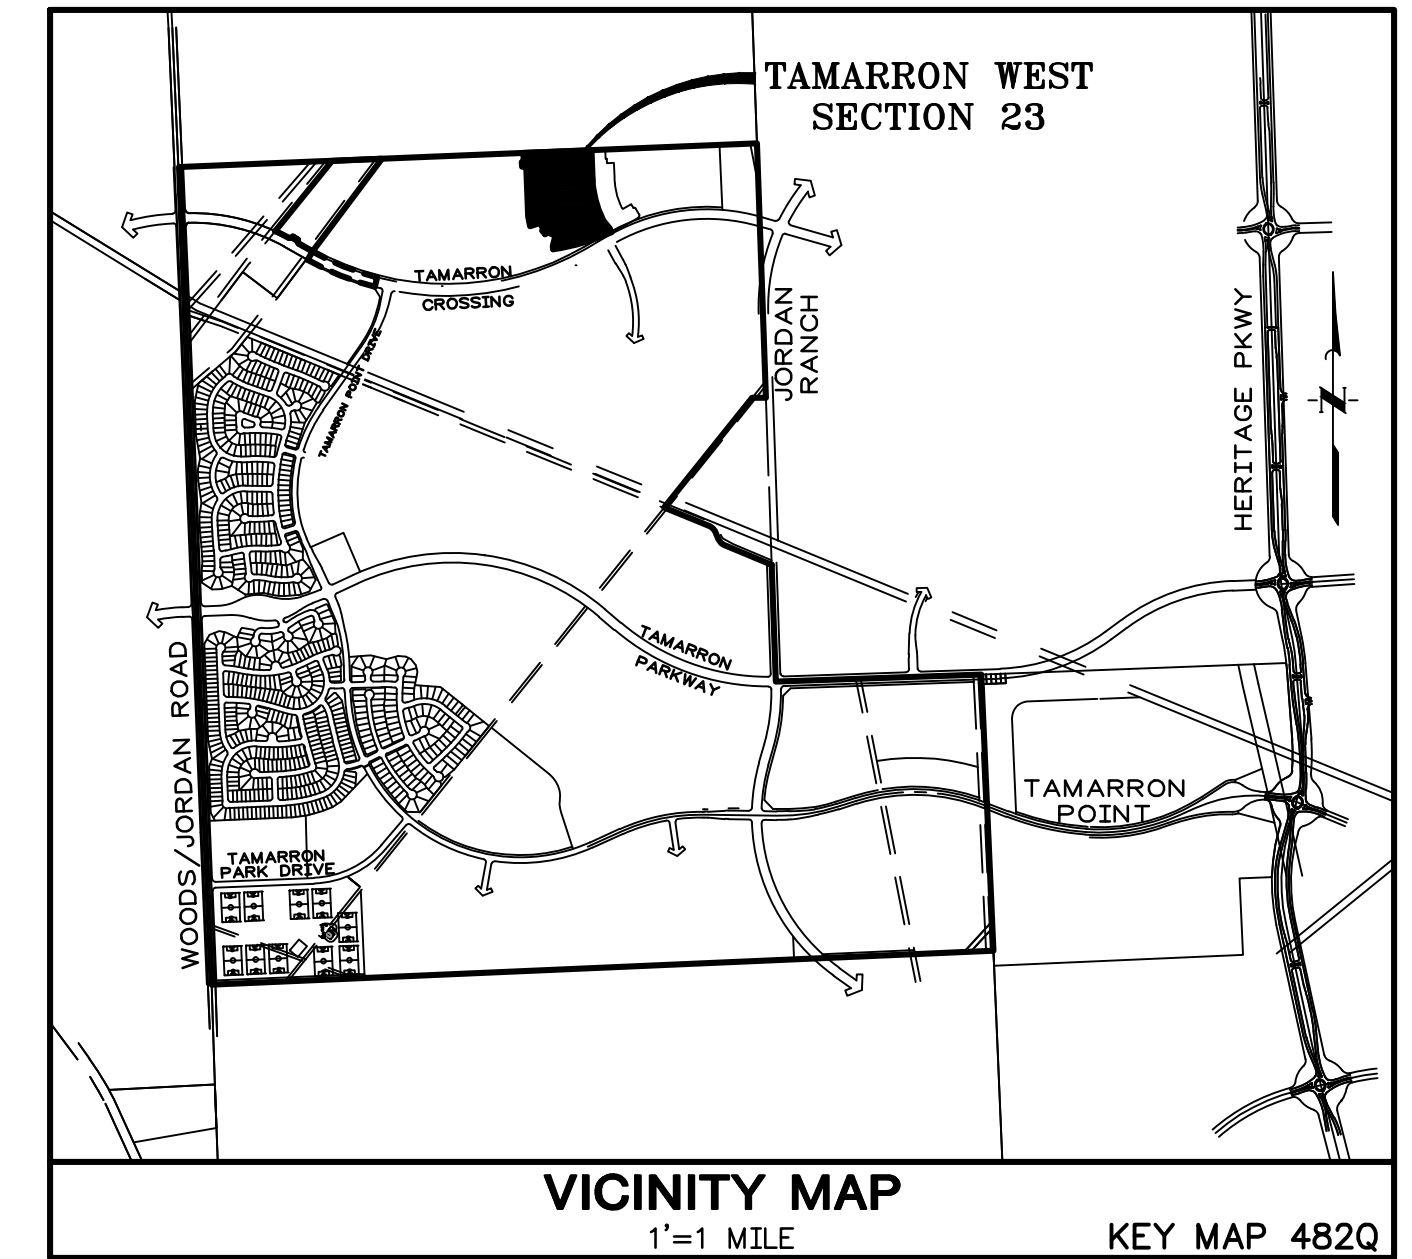 TAMARRON WEST
SECTION 23
TAMARRON
CROSSING
JORDAN
RANCH
HERITAGE PKWY
N
TAMARRON POINT DRIVE
TAMARRON
PARKWAY
WOODS/JORDAN ROAD
TAMARRON
POINT
TAMARRON
PARK DRIVE
VICINITY MAP
1'=1 MILE
KEY MAP 482Q